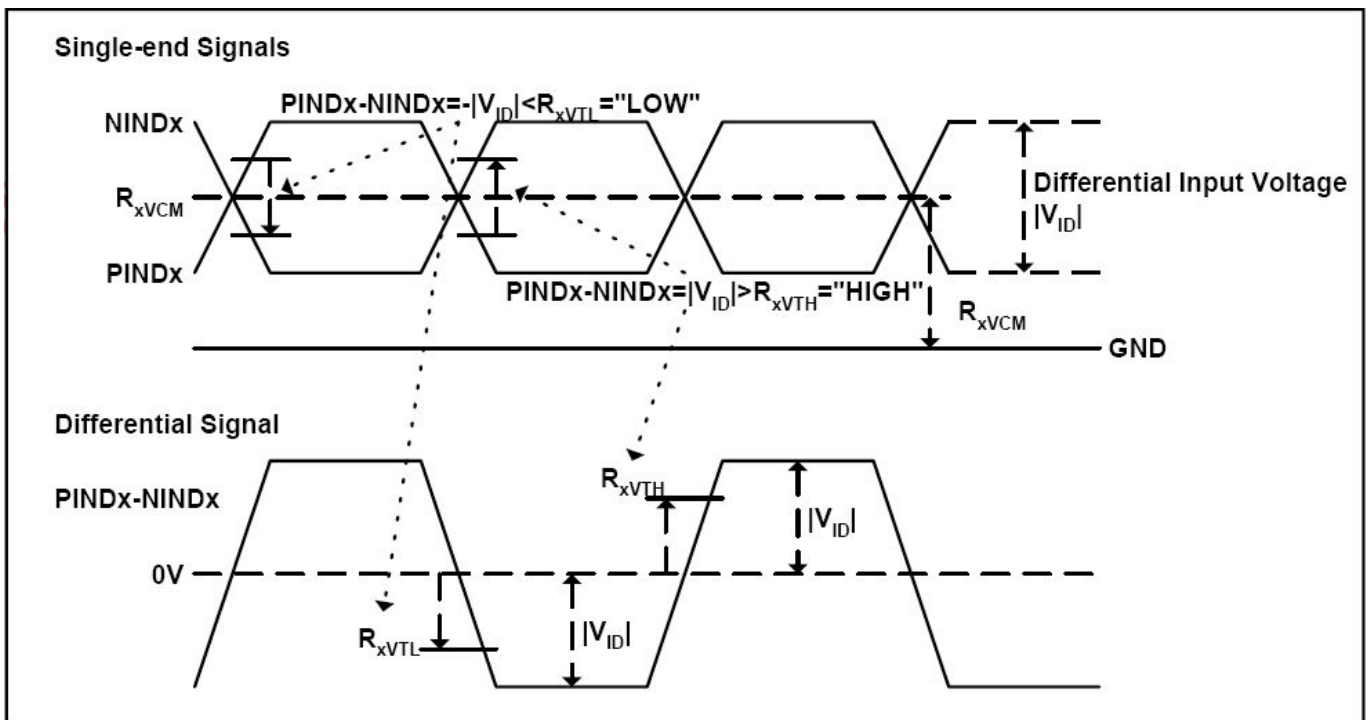 Single-end Signals
PINDx-NINDx=-|VID|<RxVTL="LOW"
NINDx
RxVCM
Differential Input Voltage
|VID|
PINDx
PINDx-NINDx=|VID|>RxVTH="HIGH"
RxVCM
GND
Differential Signal
RxVTH
PINDx-NINDx
|VID|
0V
RxVTL
|VID|